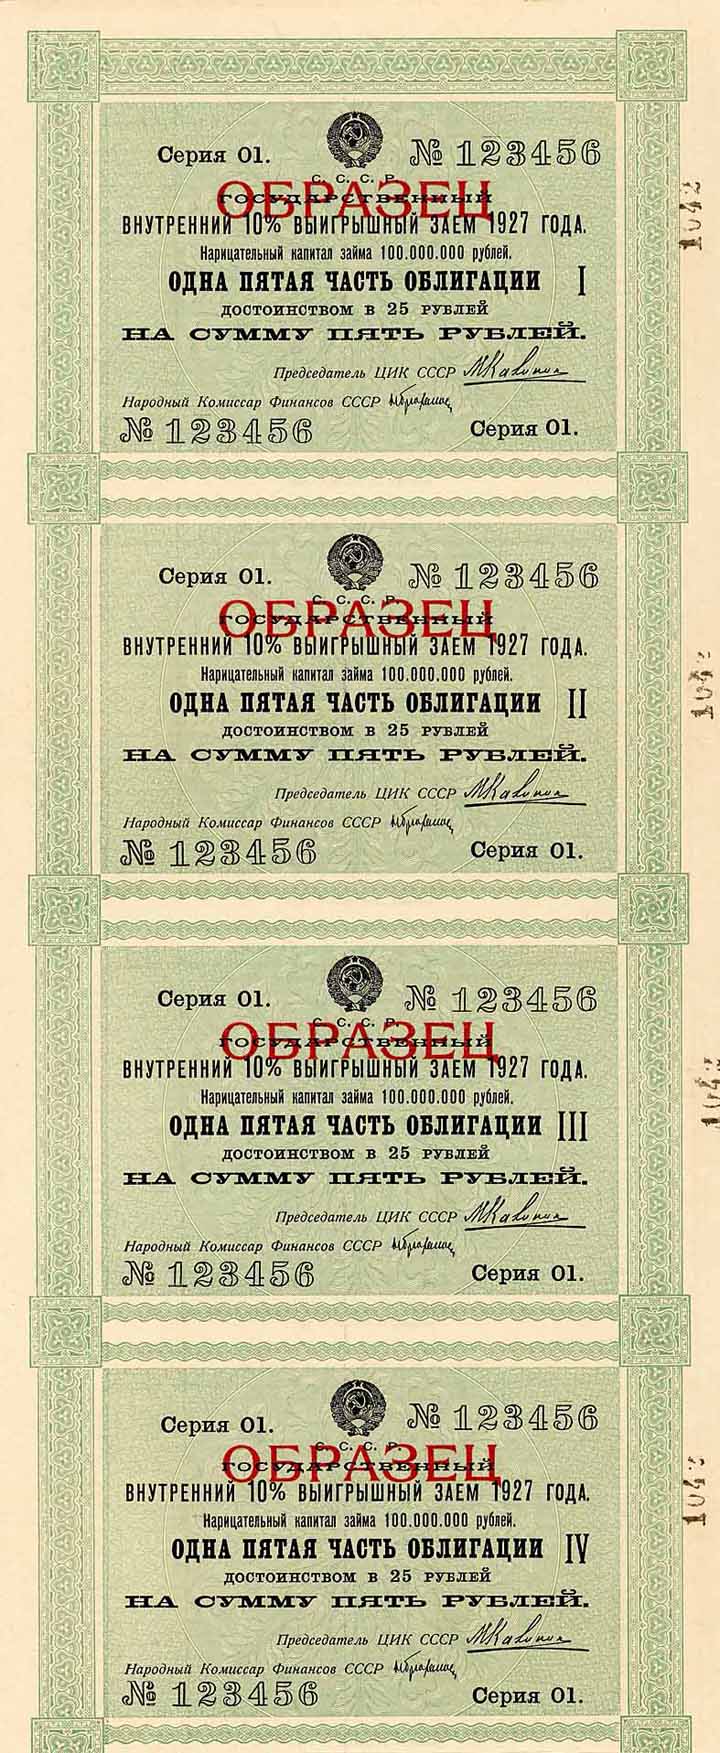 Серия 01. № 123456
С. С. С. Р.
ОБРАЗЕЦ
ГОСУДАРСТВЕННЫЙ
ВНУТРЕННИЙ 10% ВЫИГРЫШНЫЙ ЗАЕМ 1927 ГОДА.
Нарицательный капитал займа 100.000.000 рублей.
ОДНА ПЯТАЯ ЧАСТЬ ОБЛИГАЦИИ I
ДОСТОИНСТВОМ В 25 РУБЛЕЙ
НА СУММУ ПЯТЬ РУБЛЕЙ.
Председатель ЦИК СССР
Народный Комиссар Финансов СССР
№ 123456 Серия 01.
1042
Серия 01. № 123456
С. С. С. Р.
ОБРАЗЕЦ
ГОСУДАРСТВЕННЫЙ
ВНУТРЕННИЙ 10% ВЫИГРЫШНЫЙ ЗАЕМ 1927 ГОДА.
Нарицательный капитал займа 100.000.000 рублей.
ОДНА ПЯТАЯ ЧАСТЬ ОБЛИГАЦИИ II
ДОСТОИНСТВОМ В 25 РУБЛЕЙ
НА СУММУ ПЯТЬ РУБЛЕЙ.
Председатель ЦИК СССР
Народный Комиссар Финансов СССР
№ 123456 Серия 01.
Серия 01. № 123456
С. С. С. Р.
ОБРАЗЕЦ
ГОСУДАРСТВЕННЫЙ
ВНУТРЕННИЙ 10% ВЫИГРЫШНЫЙ ЗАЕМ 1927 ГОДА.
Нарицательный капитал займа 100.000.000 рублей.
ОДНА ПЯТАЯ ЧАСТЬ ОБЛИГАЦИИ III
ДОСТОИНСТВОМ В 25 РУБЛЕЙ
НА СУММУ ПЯТЬ РУБЛЕЙ.
Председатель ЦИК СССР
Народный Комиссар Финансов СССР
№ 123456 Серия 01.
Серия 01. № 123456
С. С. С. Р.
ОБРАЗЕЦ
ГОСУДАРСТВЕННЫЙ
ВНУТРЕННИЙ 10% ВЫИГРЫШНЫЙ ЗАЕМ 1927 ГОДА.
Нарицательный капитал займа 100.000.000 рублей.
ОДНА ПЯТАЯ ЧАСТЬ ОБЛИГАЦИИ IV
ДОСТОИНСТВОМ В 25 РУБЛЕЙ
НА СУММУ ПЯТЬ РУБЛЕЙ.
Председатель ЦИК СССР
Народный Комиссар Финансов СССР
№ 123456 Серия 01.